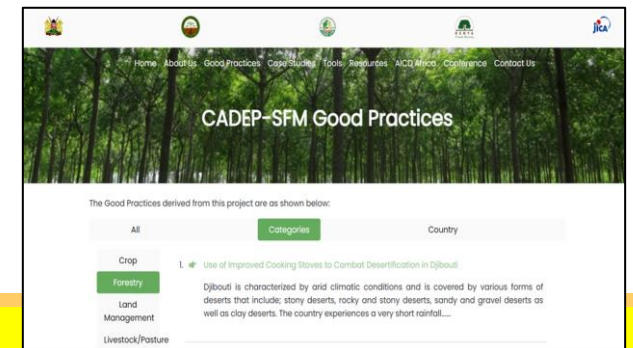 KENYA
jica
Home About Us Good Practices Case Studies Tools Resources AICD Africa Conference Contact Us
CADEP-SFM Good Practices
The Good Practices derived from this project are as shown below:
All Categories Country
Crop
Forestry
Land
Management
Livestock/Pasture
1. Use of Improved Cooking Stoves to Combat Desertification in Djibouti
Djibouti is characterized by arid climatic conditions and is covered by various forms of
deserts that include; stony deserts, rocky and stony deserts, sandy and gravel deserts as
well as clay deserts. The country experiences a very short rainfall.....